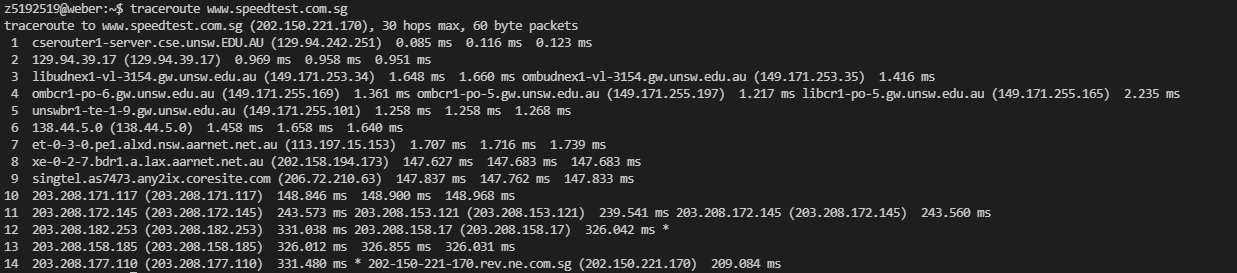 z5192519@weber:~$ traceroute www.speedtest.com.sg
traceroute to www.speedtest.com.sg (202.150.221.170), 30 hops max, 60 byte packets
 1  cserouter1-server.cse.unsw.EDU.AU (129.94.242.251)  0.085 ms  0.116 ms  0.123 ms
 2  129.94.39.17 (129.94.39.17)  0.969 ms  0.958 ms  0.951 ms
 3  libudnex1-vl-3154.gw.unsw.edu.au (149.171.253.34)  1.648 ms  1.660 ms ombudnex1-vl-3154.gw.unsw.edu.au (149.171.253.35)  1.416 ms
 4  ombcr1-po-6.gw.unsw.edu.au (149.171.255.169)  1.361 ms ombcr1-po-5.gw.unsw.edu.au (149.171.255.197)  1.217 ms libcr1-po-5.gw.unsw.edu.au (149.171.255.165)  2.235 ms
 5  unswbr1-te-1-9.gw.unsw.edu.au (149.171.255.101)  1.258 ms  1.258 ms  1.268 ms
 6  138.44.5.0 (138.44.5.0)  1.458 ms  1.658 ms  1.640 ms
 7  et-0-3-0.pe1.alxd.nsw.aarnet.net.au (113.197.15.153)  1.707 ms  1.716 ms  1.739 ms
 8  xe-0-2-7.bdr1.a.lax.aarnet.net.au (202.158.194.173)  147.627 ms  147.683 ms  147.683 ms
 9  singtel.as7473.any2ix.coresite.com (206.72.210.63)  147.837 ms  147.762 ms  147.833 ms
10  203.208.171.117 (203.208.171.117)  148.846 ms  148.900 ms  148.968 ms
11  203.208.172.145 (203.208.172.145)  243.573 ms 203.208.153.121 (203.208.153.121)  239.541 ms 203.208.172.145 (203.208.172.145)  243.560 ms
12  203.208.182.253 (203.208.182.253)  331.038 ms 203.208.158.17 (203.208.158.17)  326.042 ms *
13  203.208.158.185 (203.208.158.185)  326.012 ms  326.855 ms  326.031 ms
14  203.208.177.110 (203.208.177.110)  331.480 ms * 202-150-221-170.rev.ne.com.sg (202.150.221.170)  209.084 ms